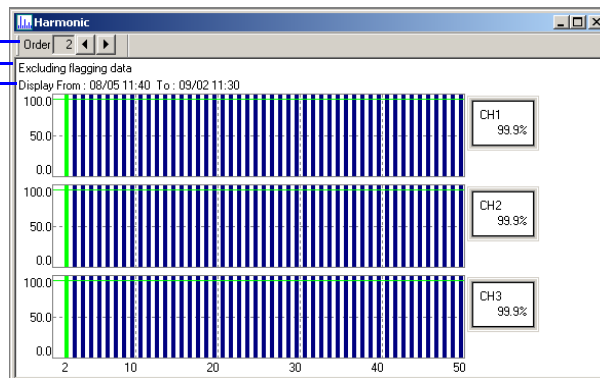 Harmonic
Order 2
Excluding flagging data
Display From : 08/05 11:40 To : 09/02 11:30
100.0
50.0
0.0
CH1
99.9%
100.0
50.0
0.0
CH2
99.9%
100.0
50.0
0.0
CH3
99.9%
2 10 20 30 40 50